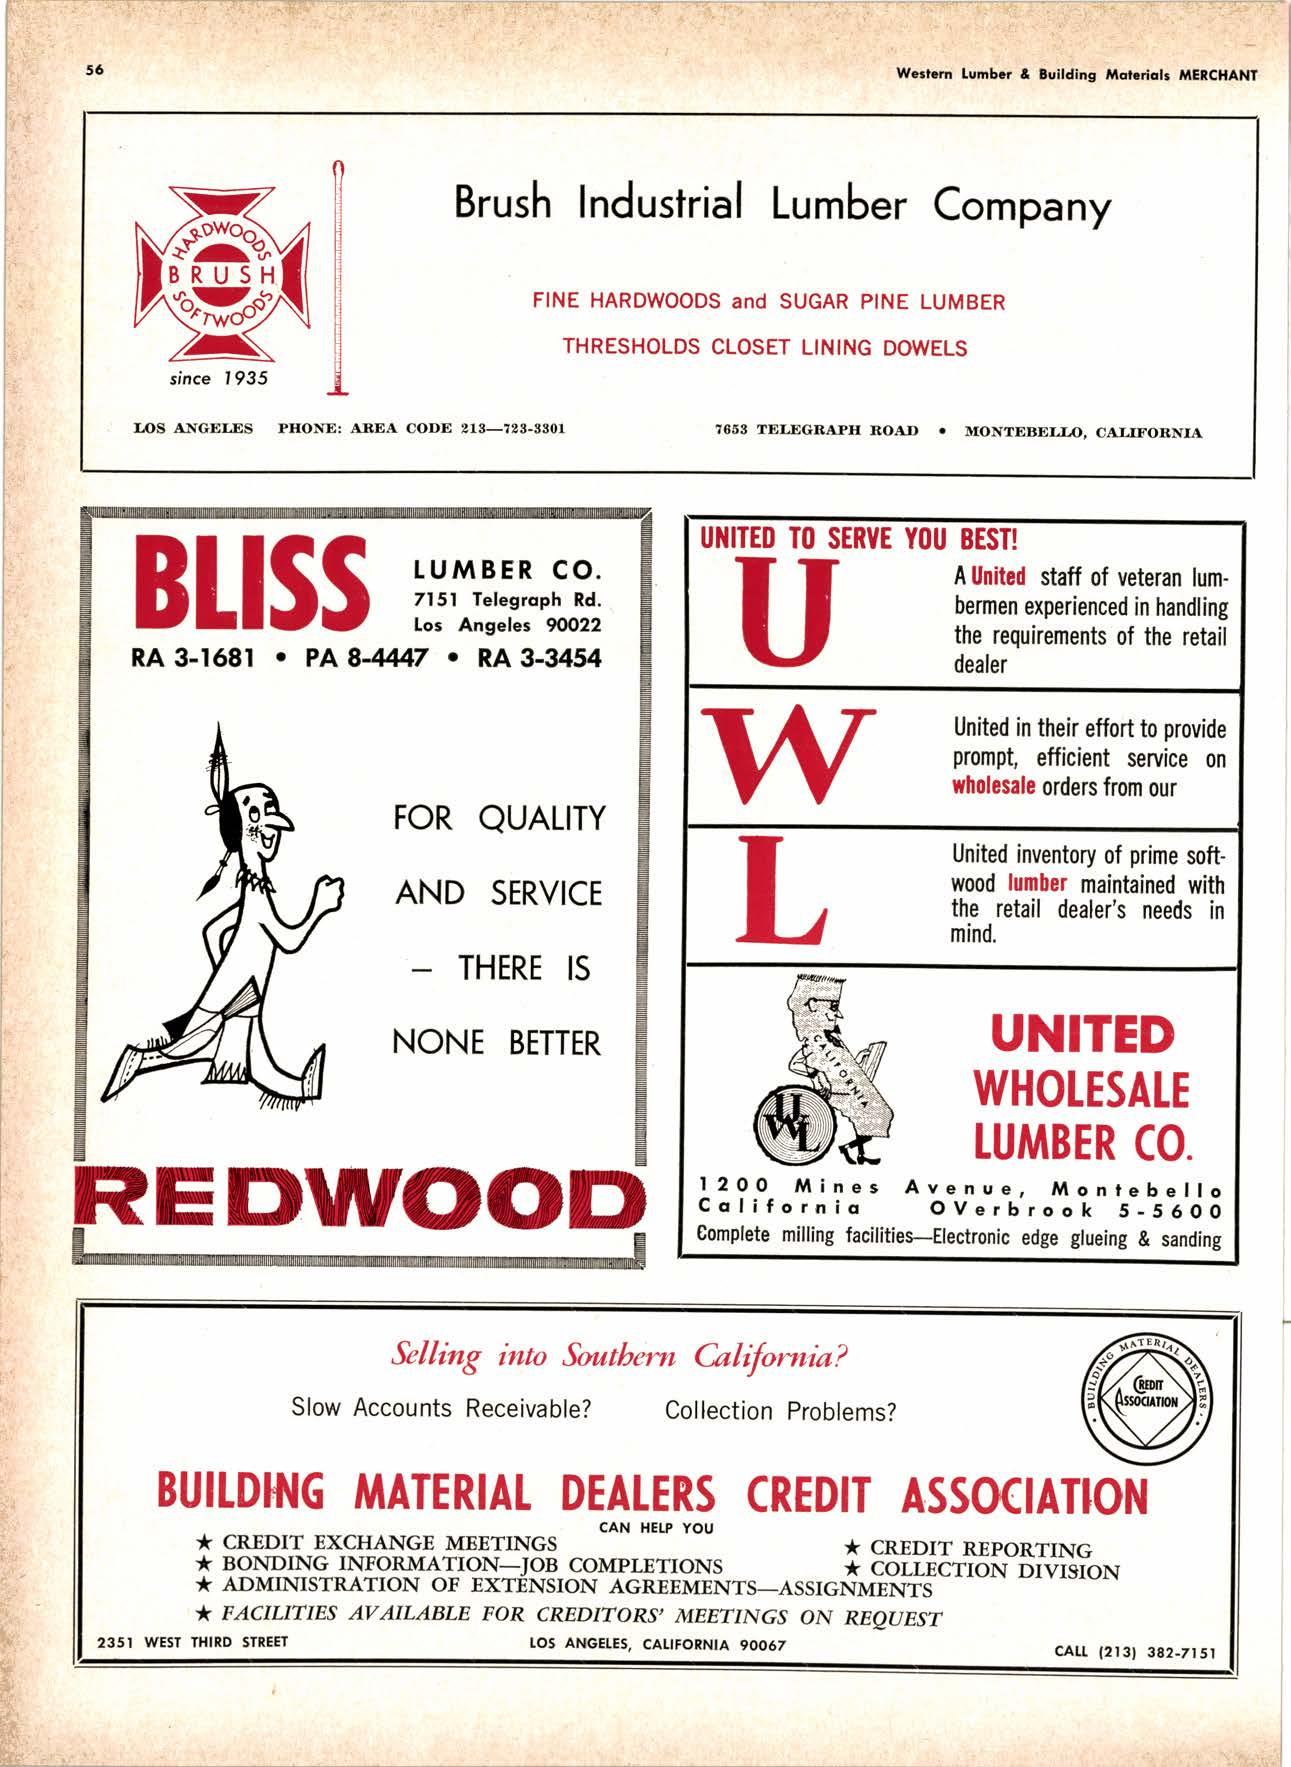 56
Western Lumber & Building Materials MERCHANT
HARDWOODS
BRUSH
SOFTWOODS
since 1935
Brush Industrial Lumber Company
FINE HARDWOODS and SUGAR PINE LUMBER
THRESHOLDS CLOSET LINING DOWELS
LOS ANGELES PHONE: AREA CODE 213—723-3301
7653 TELEGRAPH ROAD • MONTEBELLO, CALIFORNIA
BLISS
LUMBER CO.
7151 Telegraph Rd.
Los Angeles 90022
RA 3-1681 • PA 8-4447 • RA 3-3454
FOR QUALITY
AND SERVICE
– THERE IS
NONE BETTER
REDWOOD
UNITED TO SERVE YOU BEST!
U
A United staff of veteran lum-
bermen experienced in handling
the requirements of the retail
dealer
W
United in their effort to provide
prompt, efficient service on
wholesale orders from our
L
United inventory of prime soft-
wood lumber maintained with
the retail dealer's needs in
mind.
CALIFORNIA
UWL
UNITED
WHOLESALE
LUMBER CO.
1200 Mines Avenue, Montebello
California OVerbrook 5-5600
Complete milling facilities—Electronic edge glueing & sanding
Selling into Southern California?
Slow Accounts Receivable? Collection Problems?
• BUILDING MATERIAL DEALERS' •
CREDIT
ASSOCIATION
BUILDING MATERIAL DEALERS CREDIT ASSOCIATION
CAN HELP YOU
★ CREDIT EXCHANGE MEETINGS
★ CREDIT REPORTING
★ BONDING INFORMATION—JOB COMPLETIONS
★ COLLECTION DIVISION
★ ADMINISTRATION OF EXTENSION AGREEMENTS—ASSIGNMENTS
★ FACILITIES AVAILABLE FOR CREDITORS' MEETINGS ON REQUEST
2351 WEST THIRD STREET
LOS ANGELES, CALIFORNIA 90067
CALL (213) 382-7151